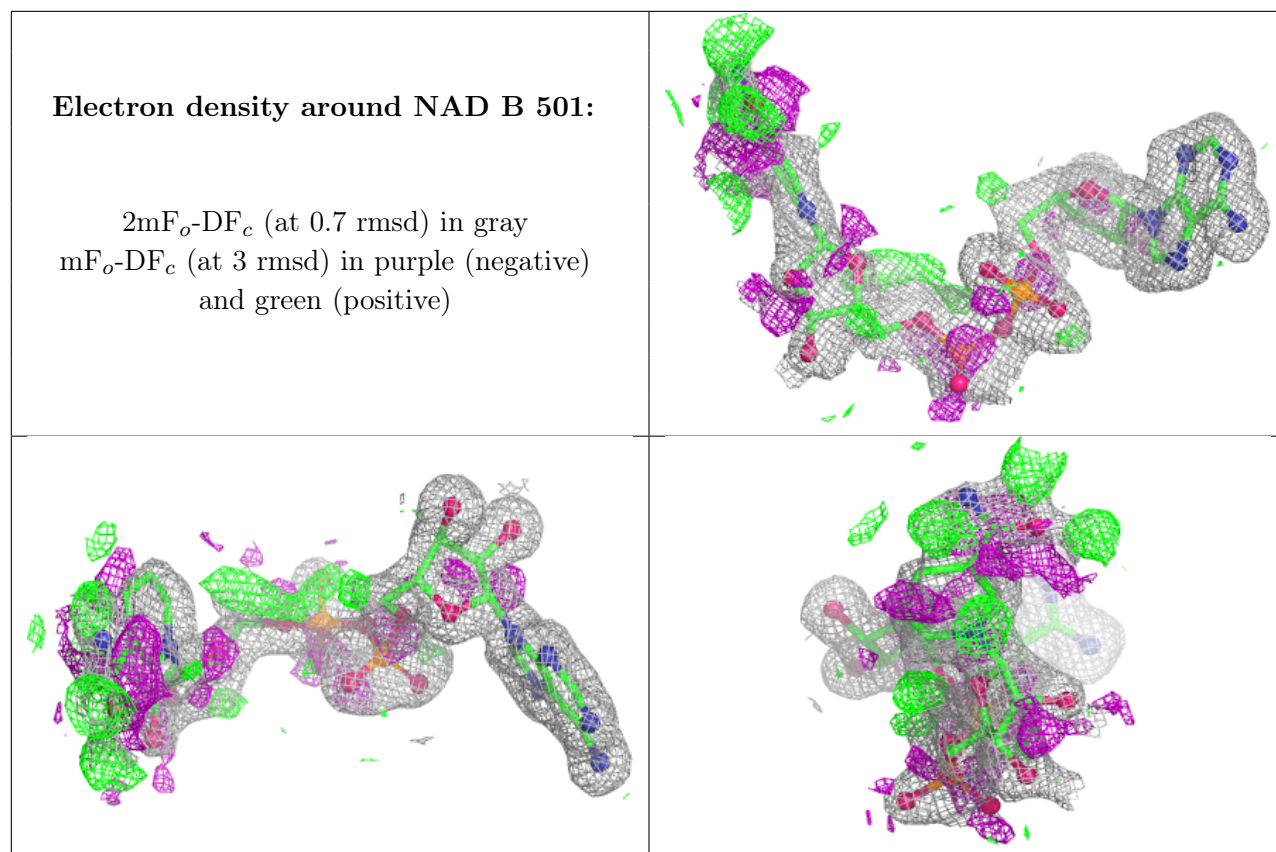 Electron density around NAD B 501:
2mFo-DFc (at 0.7 rmsd) in gray
mFo-DFc (at 3 rmsd) in purple (negative)
and green (positive)